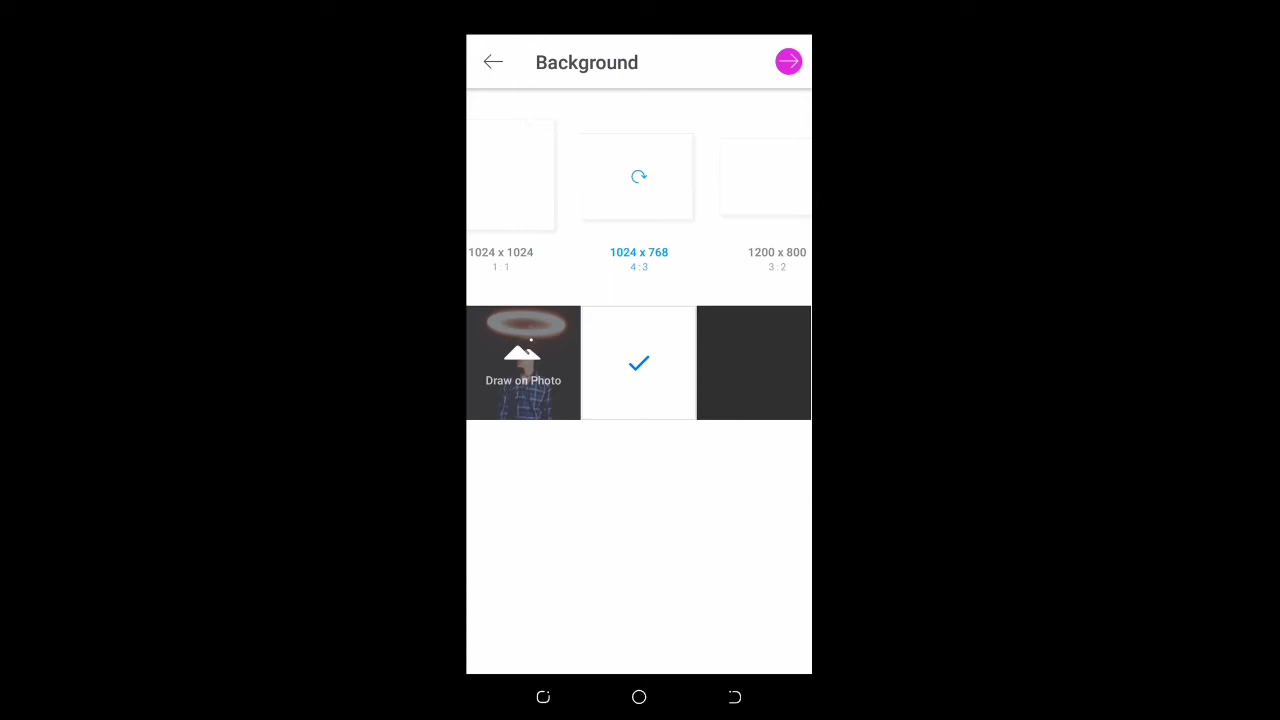 Background
1024 x 1024
1 : 1
1024 x 768
4 : 3
1200 x 800
3 : 2
Draw on Photo